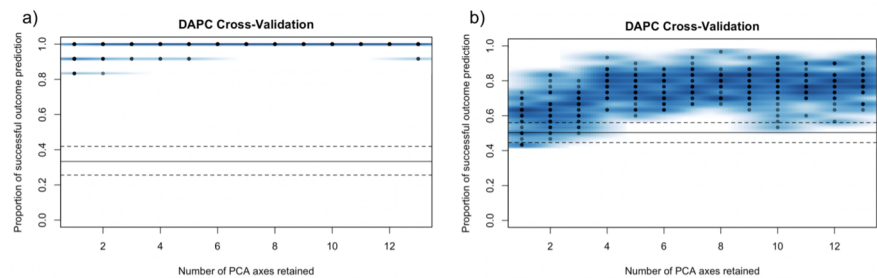 a)
DAPC Cross-Validation
Proportion of successful outcome prediction
1.0
0.8
0.6
0.4
0.2
0.0
2 4 6 8 10 12
Number of PCA axes retained
b)
DAPC Cross-Validation
Proportion of successful outcome prediction
1.0
0.8
0.6
0.4
0.2
0.0
2 4 6 8 10 12
Number of PCA axes retained